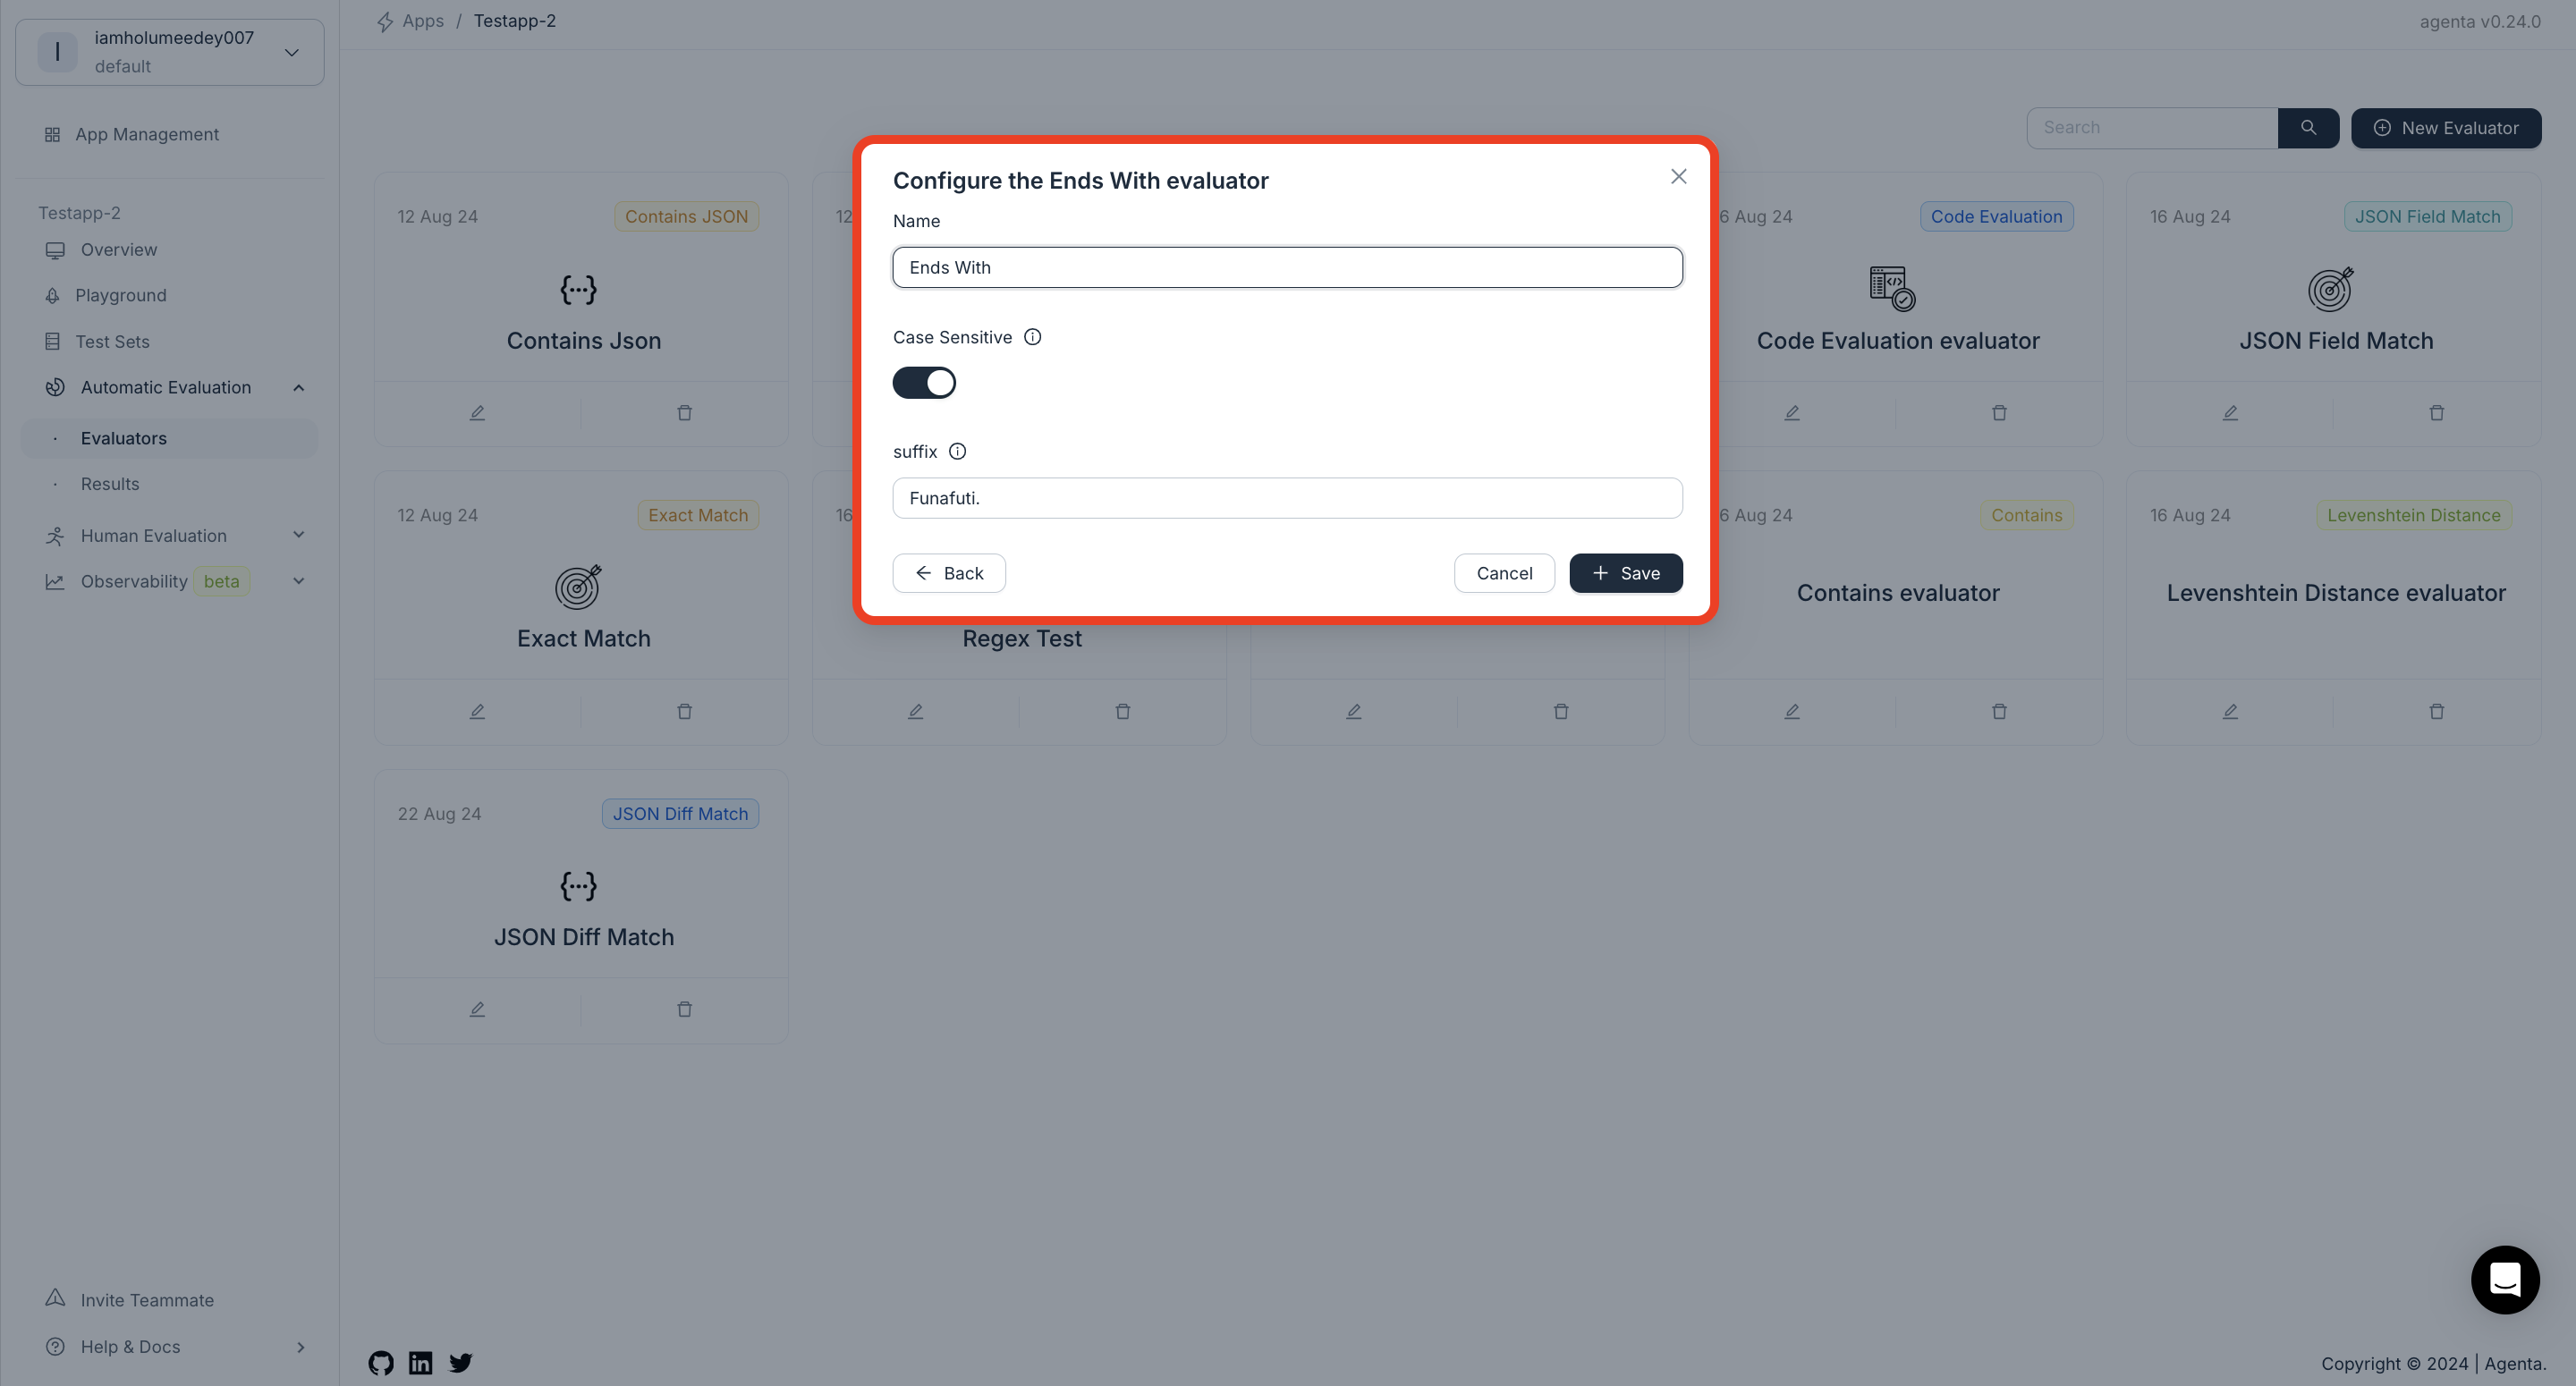 I
iamholumeedey007
default
App Management
Testapp-2
Overview
Playground
Test Sets
Automatic Evaluation
· Evaluators
· Results
Human Evaluation
Observability beta
Invite Teammate
Help & Docs
Apps / Testapp-2
agenta v0.24.0
Search
New Evaluator
12 Aug 24
Contains JSON
Contains Json
12
6 Aug 24
Code Evaluation
Code Evaluation evaluator
16 Aug 24
JSON Field Match
JSON Field Match
Configure the Ends With evaluator
Name
Ends With
Case Sensitive
suffix
Funafuti.
Back
Cancel
Save
12 Aug 24
Exact Match
Exact Match
16
Regex Test
6 Aug 24
Contains
Contains evaluator
16 Aug 24
Levenshtein Distance
Levenshtein Distance evaluator
22 Aug 24
JSON Diff Match
JSON Diff Match
Copyright © 2024 | Agenta.